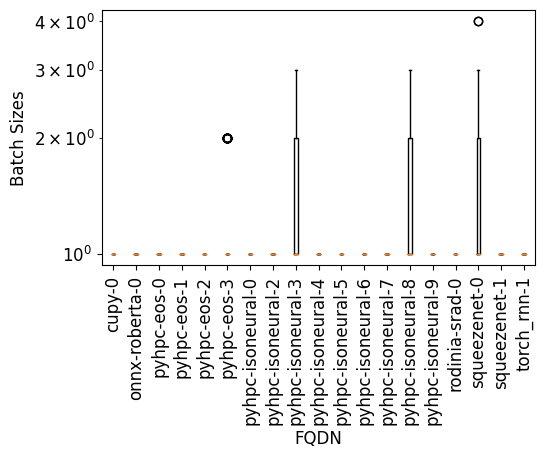 Batch Sizes
4 × 10⁰
3 × 10⁰
2 × 10⁰
10⁰
cupy-0
onnx-roberta-0
pyhpc-eos-0
pyhpc-eos-1
pyhpc-eos-2
pyhpc-eos-3
pyhpc-isoneural-0
pyhpc-isoneural-2
pyhpc-isoneural-3
pyhpc-isoneural-4
pyhpc-isoneural-5
pyhpc-isoneural-6
pyhpc-isoneural-7
pyhpc-isoneural-8
pyhpc-isoneural-9
rodinia-srad-0
squeezenet-0
squeezenet-1
torch_rnn-1
FQDN